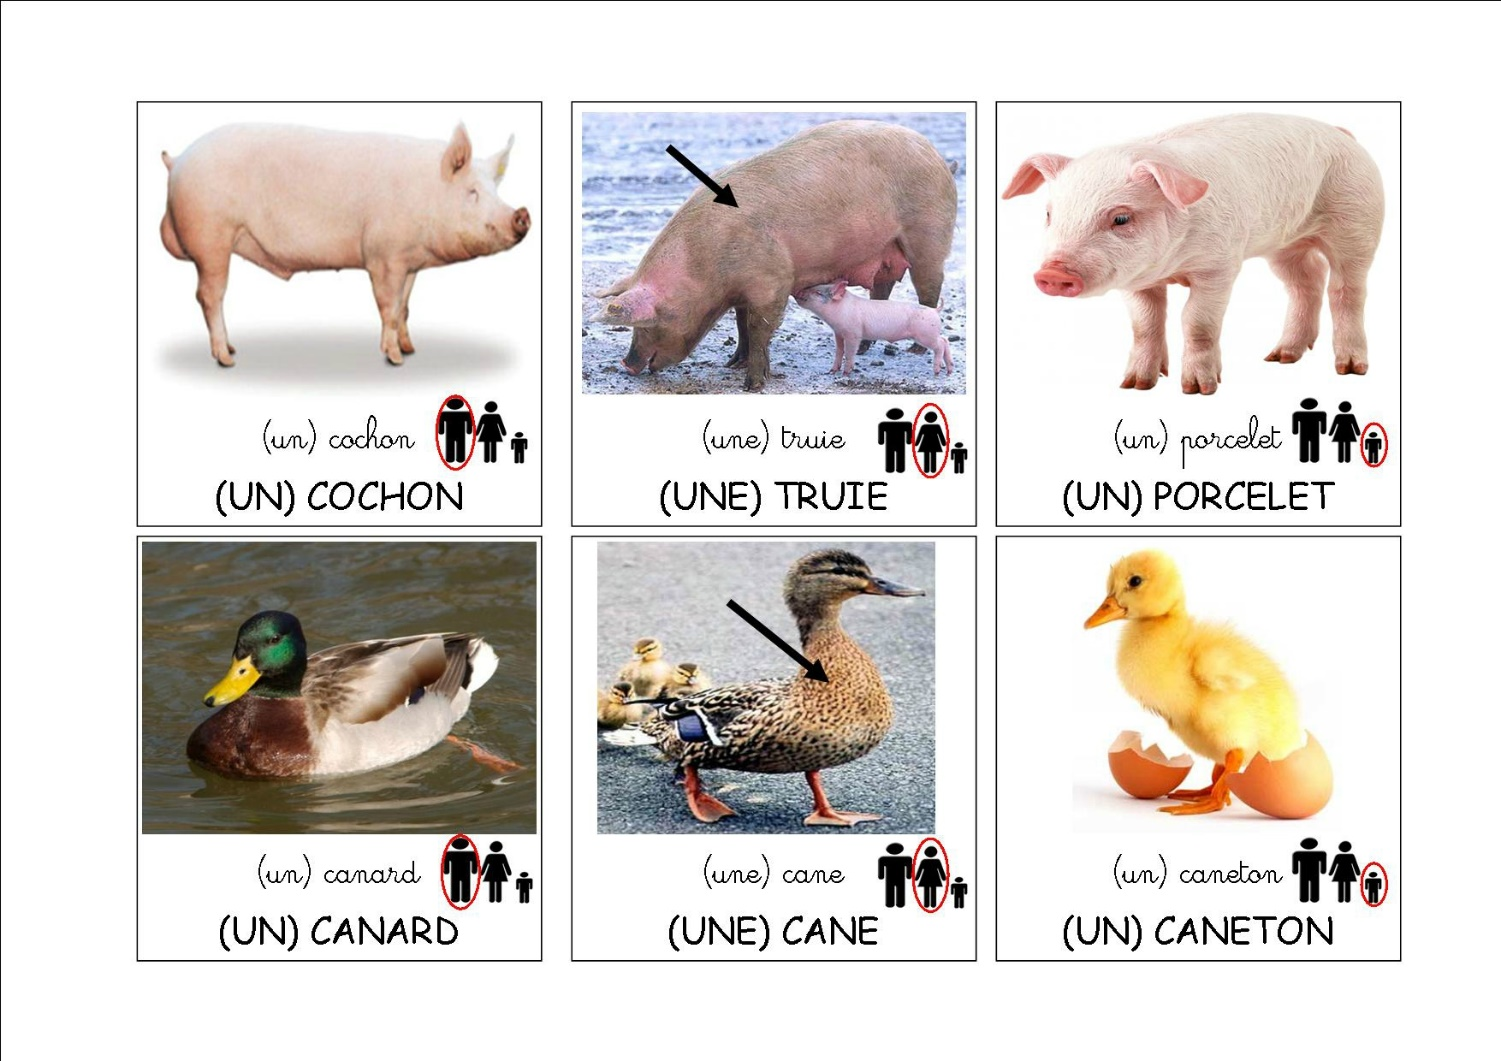 (un) cochon
(UN) COCHON
(une) truie
(UNE) TRUIE
(un) porcelet
(UN) PORCELET
(un) canard
(UN) CANARD
(une) cane
(UNE) CANE
(un) caneton
(UN) CANETON